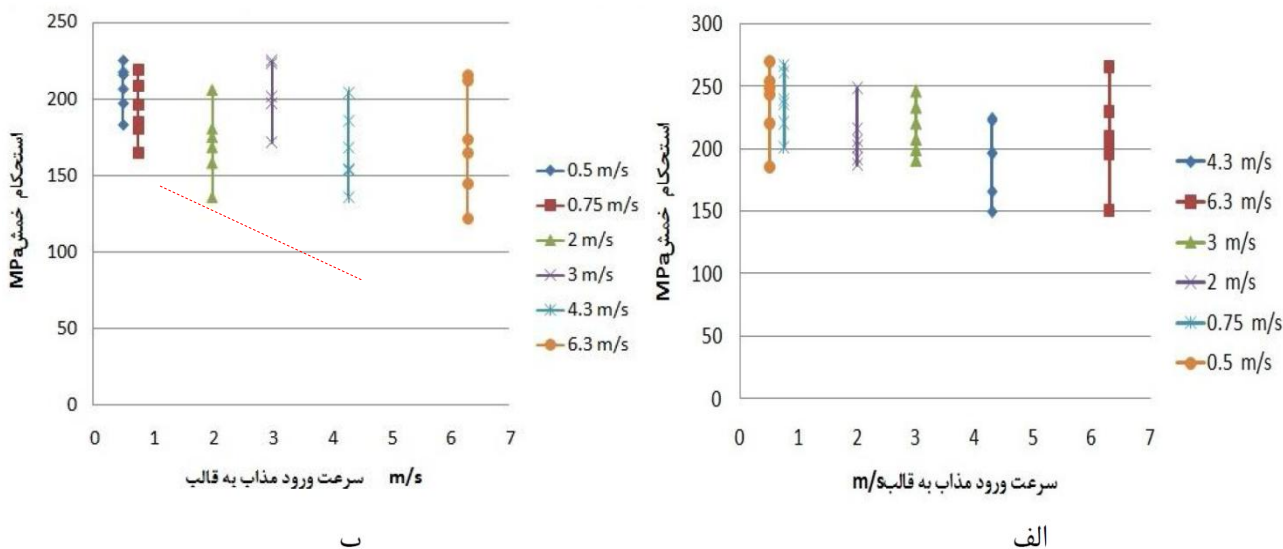 250
200
150
100
50
0
0 1 2 3 4 5 6 7
استحکام خمش MPa
سرعت ورود مذاب به قالب m/s
0.5 m/s
0.75 m/s
2 m/s
3 m/s
4.3 m/s
6.3 m/s
ب
300
250
200
150
100
50
0
0 1 2 3 4 5 6 7
استحکام خمش MPa
سرعت ورود مذاب به قالب m/s
4.3 m/s
6.3 m/s
3 m/s
2 m/s
0.75 m/s
0.5 m/s
الف